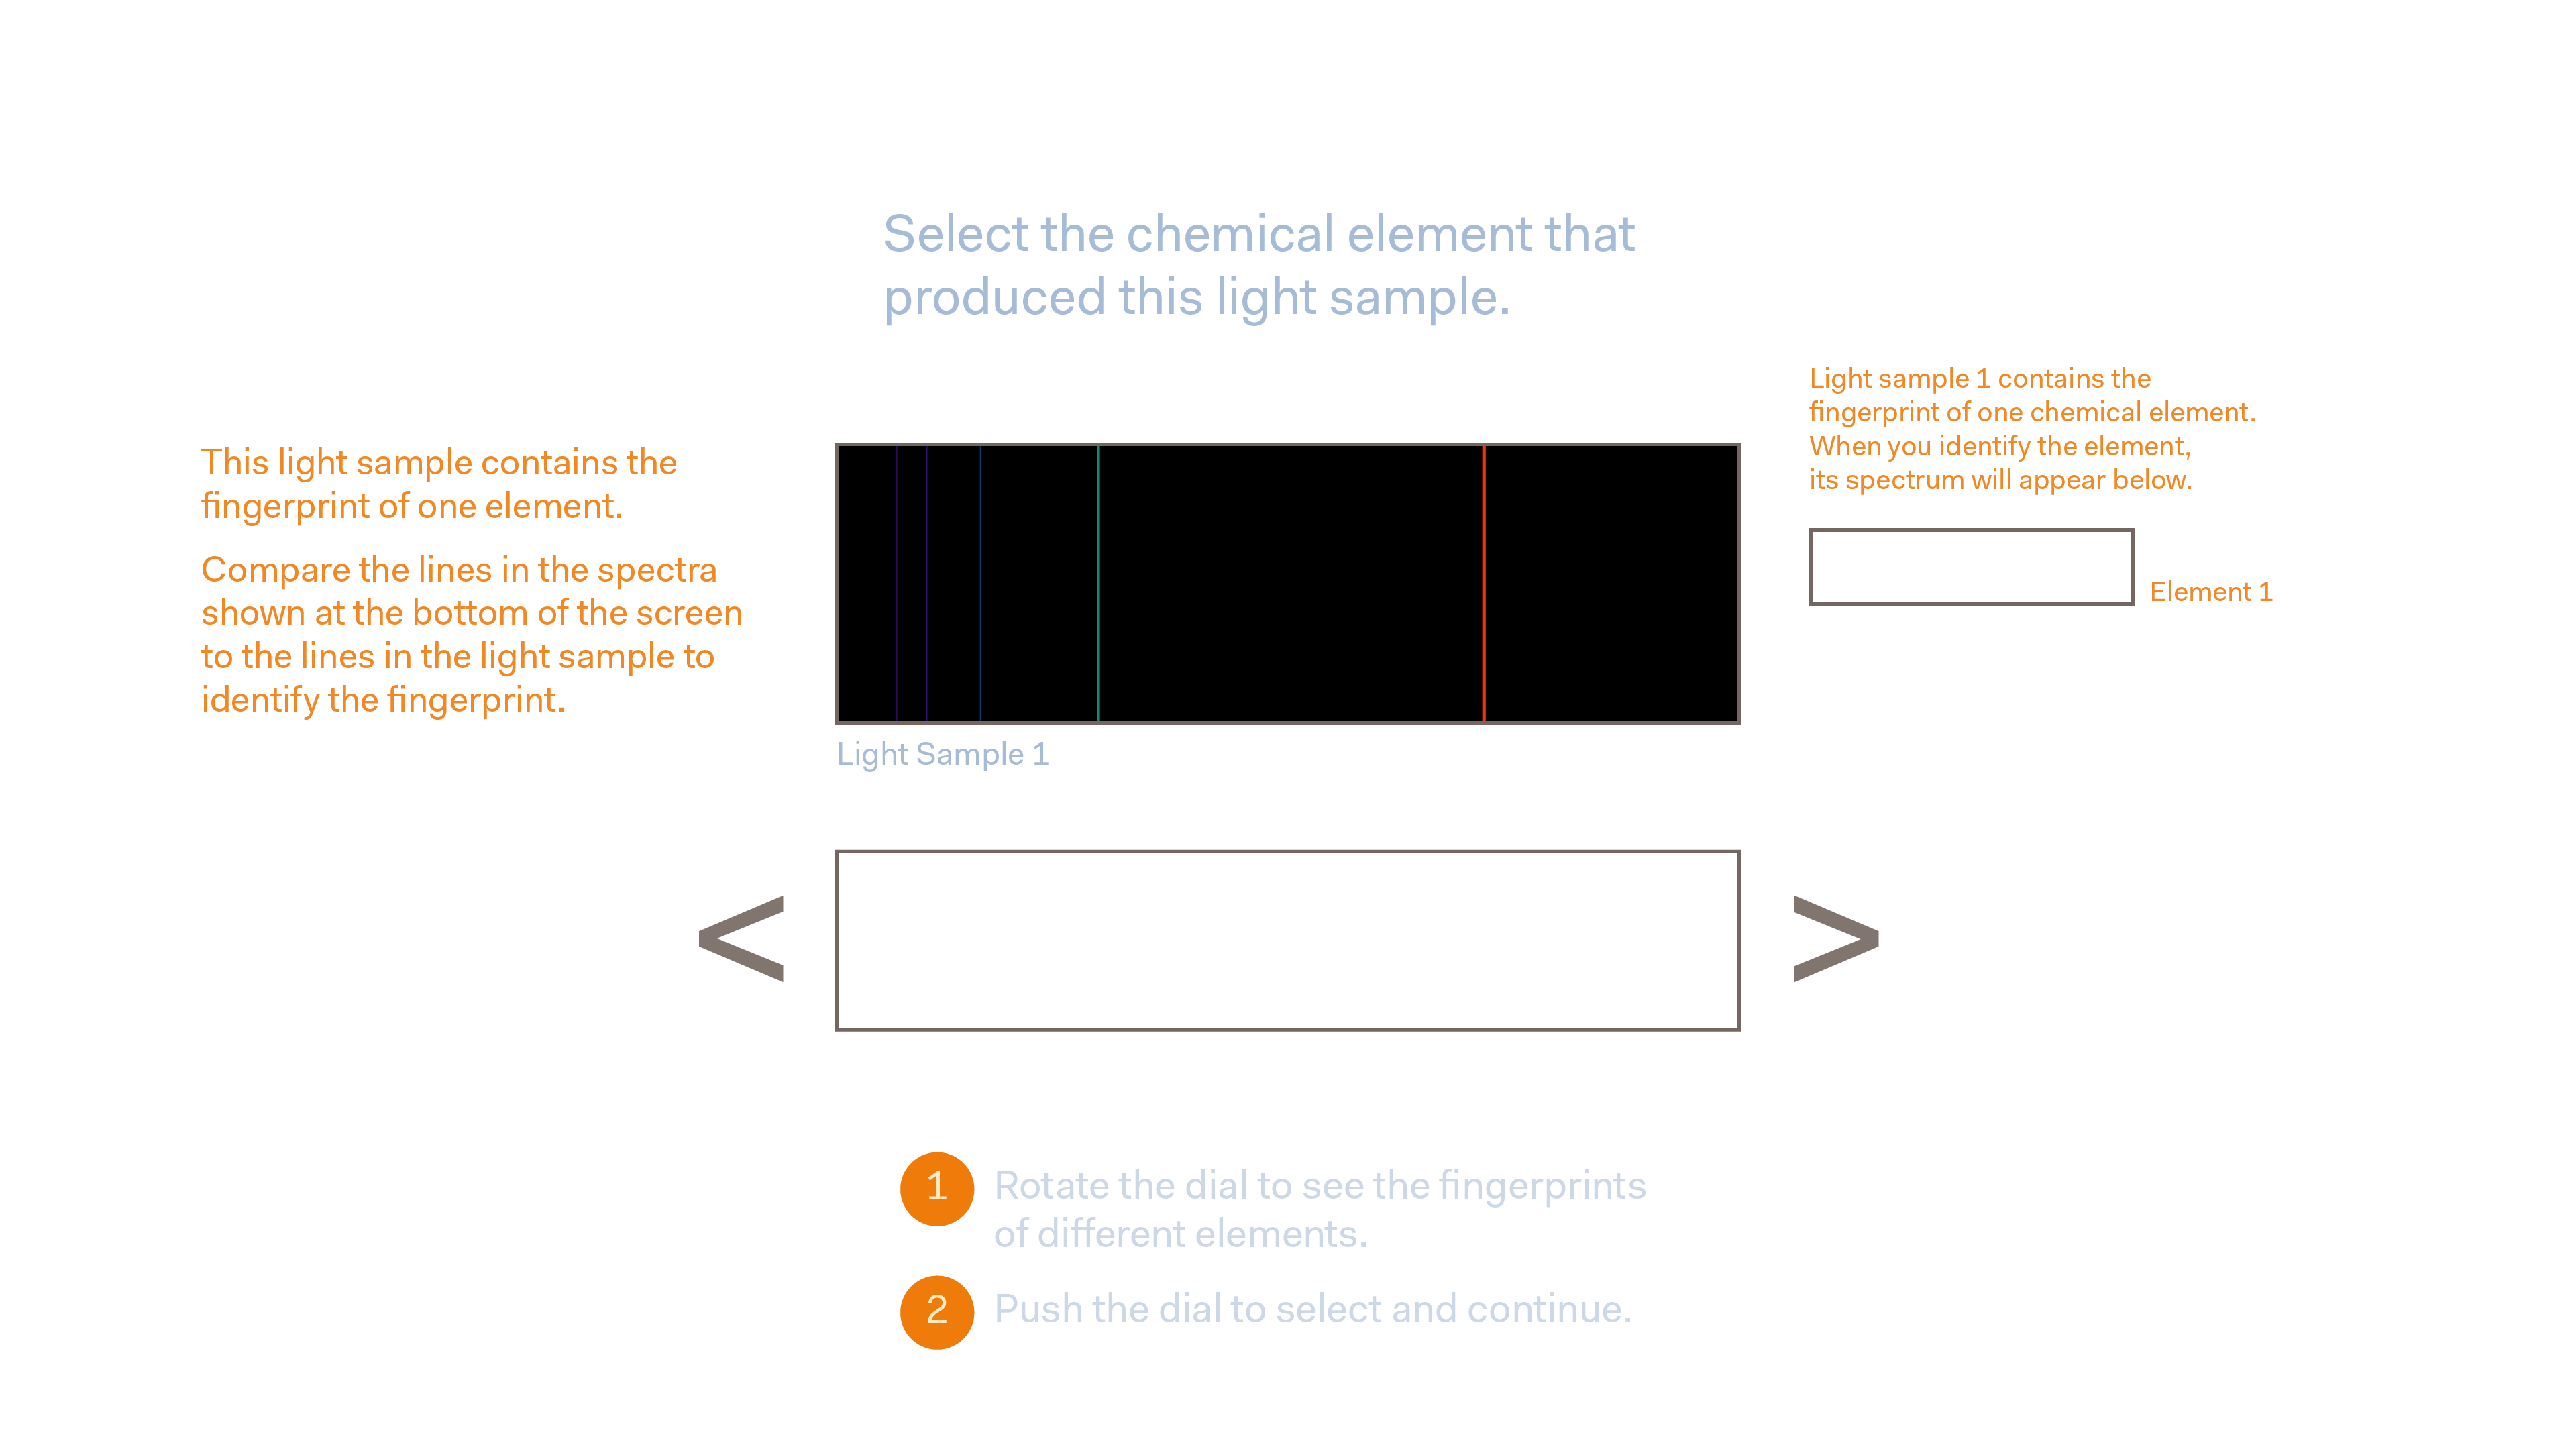 Select the chemical element that
produced this light sample.
This light sample contains the
fingerprint of one element.
Compare the lines in the spectra
shown at the bottom of the screen
to the lines in the light sample to
identify the fingerprint.
Light Sample 1
Light sample 1 contains the
fingerprint of one chemical element.
When you identify the element,
its spectrum will appear below.
Element 1
<
>
1 Rotate the dial to see the fingerprints
of different elements.
2 Push the dial to select and continue.